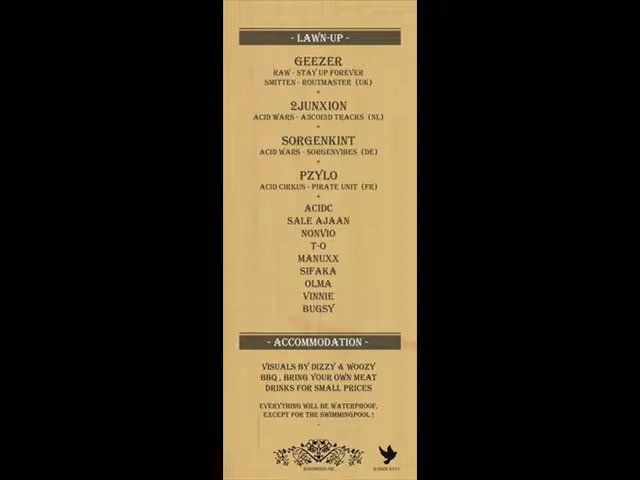 - LAWN-UP -
GEEZER
RAW - STAY UP FOREVER
SMITTEN - ROUTMASTER (UK)
*
2JUNXION
ACID WARS - A3COI3D TRACKS (NL)
*
SORGENKINT
ACID WARS - SORGENVIBES (DE)
*
PZYLO
ACID CIRKUS - PIRATE UNIT (FR)
*
ACIDC
SALE AJAAN
NONVIO
T-O
MANUXX
SIFAKA
OLMA
VINNIE
BUGSY
- ACCOMMODATION -
VISUALS BY DIZZY & WOOZY
BBQ , BRING YOUR OWN MEAT
DRINKS FOR SMALL PRICES
EVERYTHING WILL BE WATERPROOF,
EXCEPT FOR THE SWIMMINGPOOL !
-